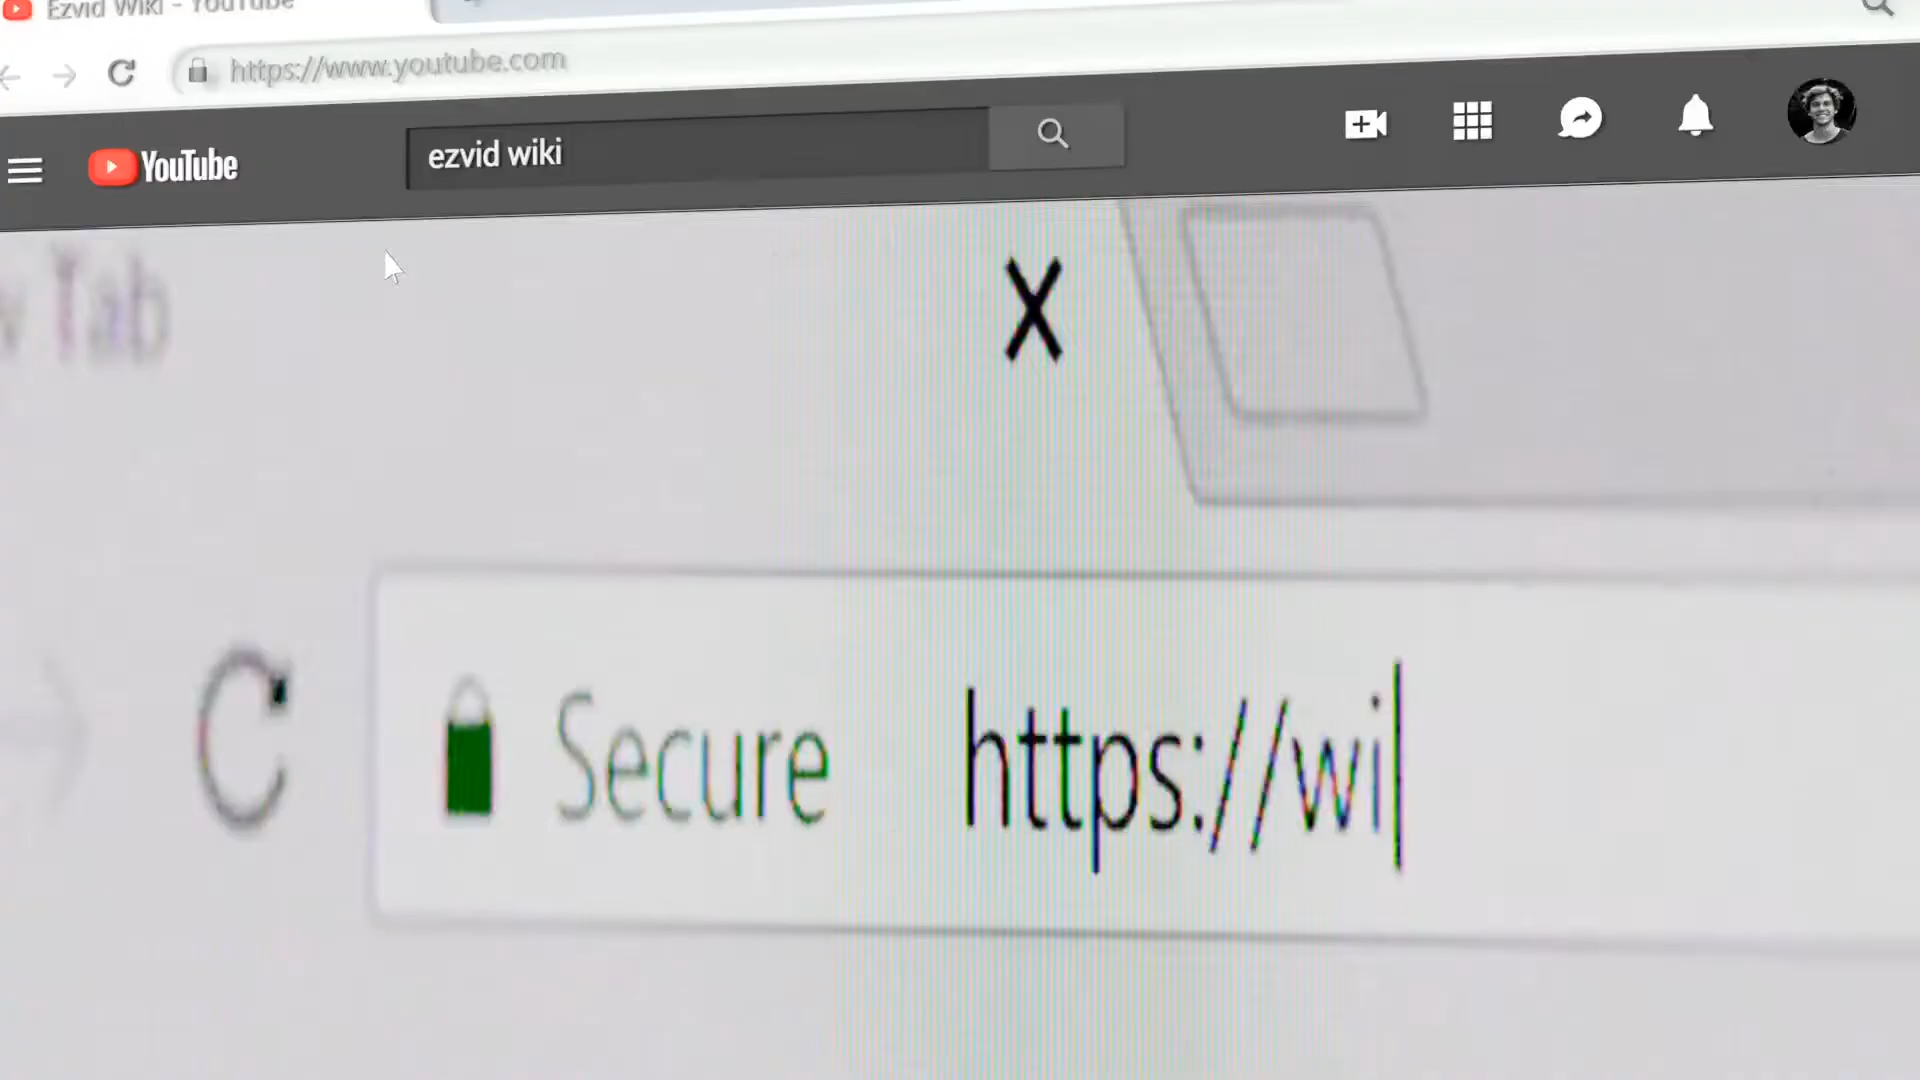 Ezvid Wiki - YouTube
https://www.youtube.com
YouTube
ezvid wiki
Tab
X
Secure https://wi